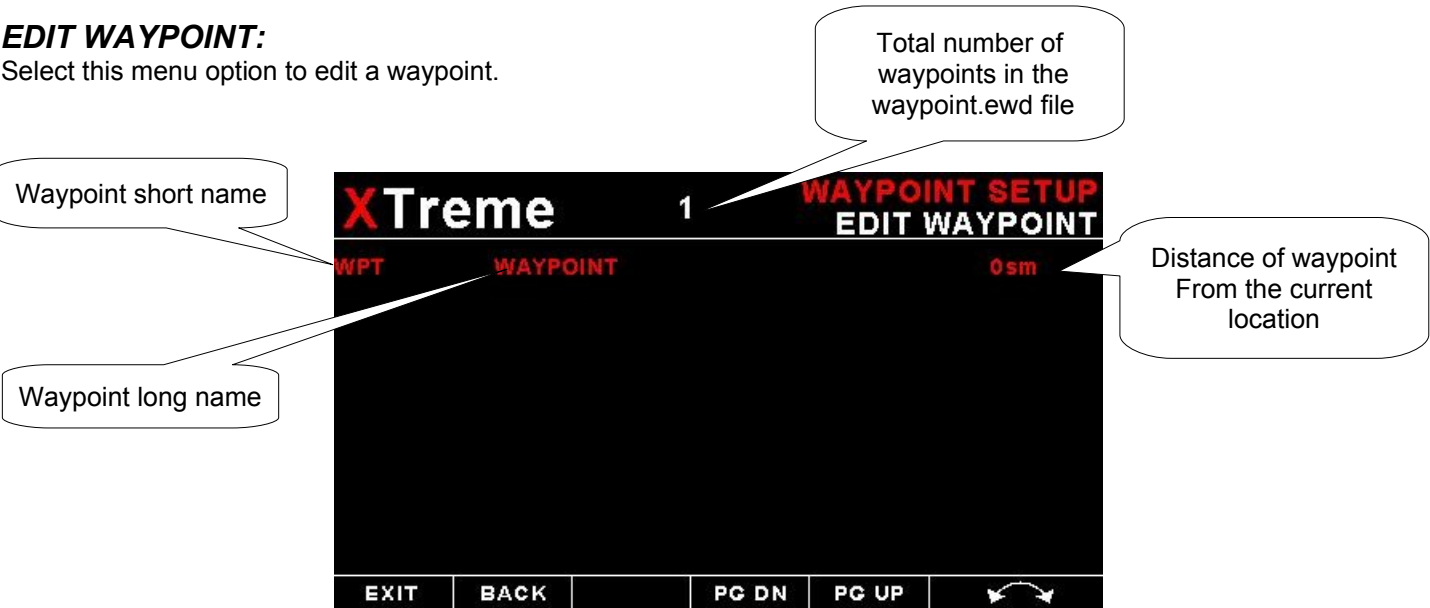 EDIT WAYPOINT:
Select this menu option to edit a waypoint.
Total number of
waypoints in the
waypoint.ewd file
Waypoint short name
XTreme 1 WAYPOINT SETUP
EDIT WAYPOINT
WPT WAYPOINT 0sm
Distance of waypoint
From the current
location
Waypoint long name
EXIT BACK PG DN PG UP